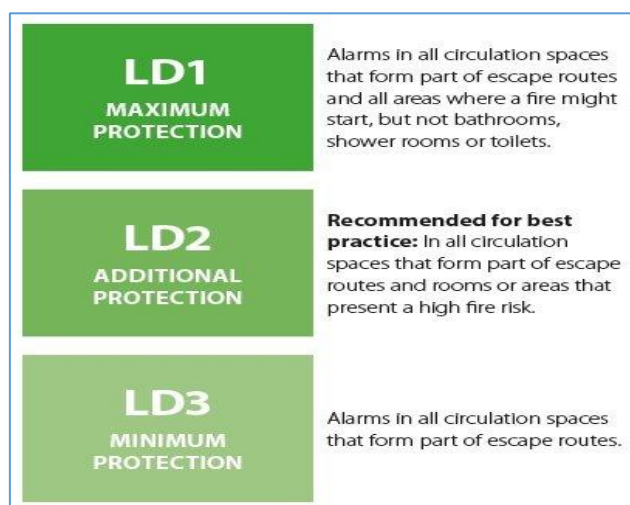 LD1
MAXIMUM
PROTECTION
Alarms in all circulation spaces
that form part of escape routes
and all areas where a fire might
start, but not bathrooms,
shower rooms or toilets.
LD2
ADDITIONAL
PROTECTION
Recommended for best
practice: In all circulation
spaces that form part of escape
routes and rooms or areas that
present a high fire risk.
LD3
MINIMUM
PROTECTION
Alarms in all circulation spaces
that form part of escape routes.